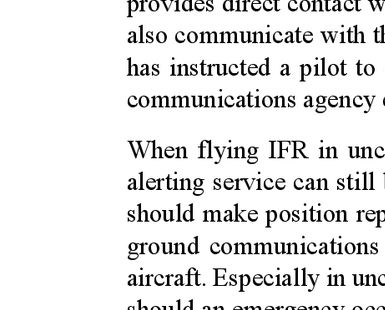 provides direct contact w
also communicate with th
has instructed a pilot to
communications agency
When flying IFR in unc
alerting service can still
should make position rep
ground communications
aircraft. Especially in unc
should an emergency occ